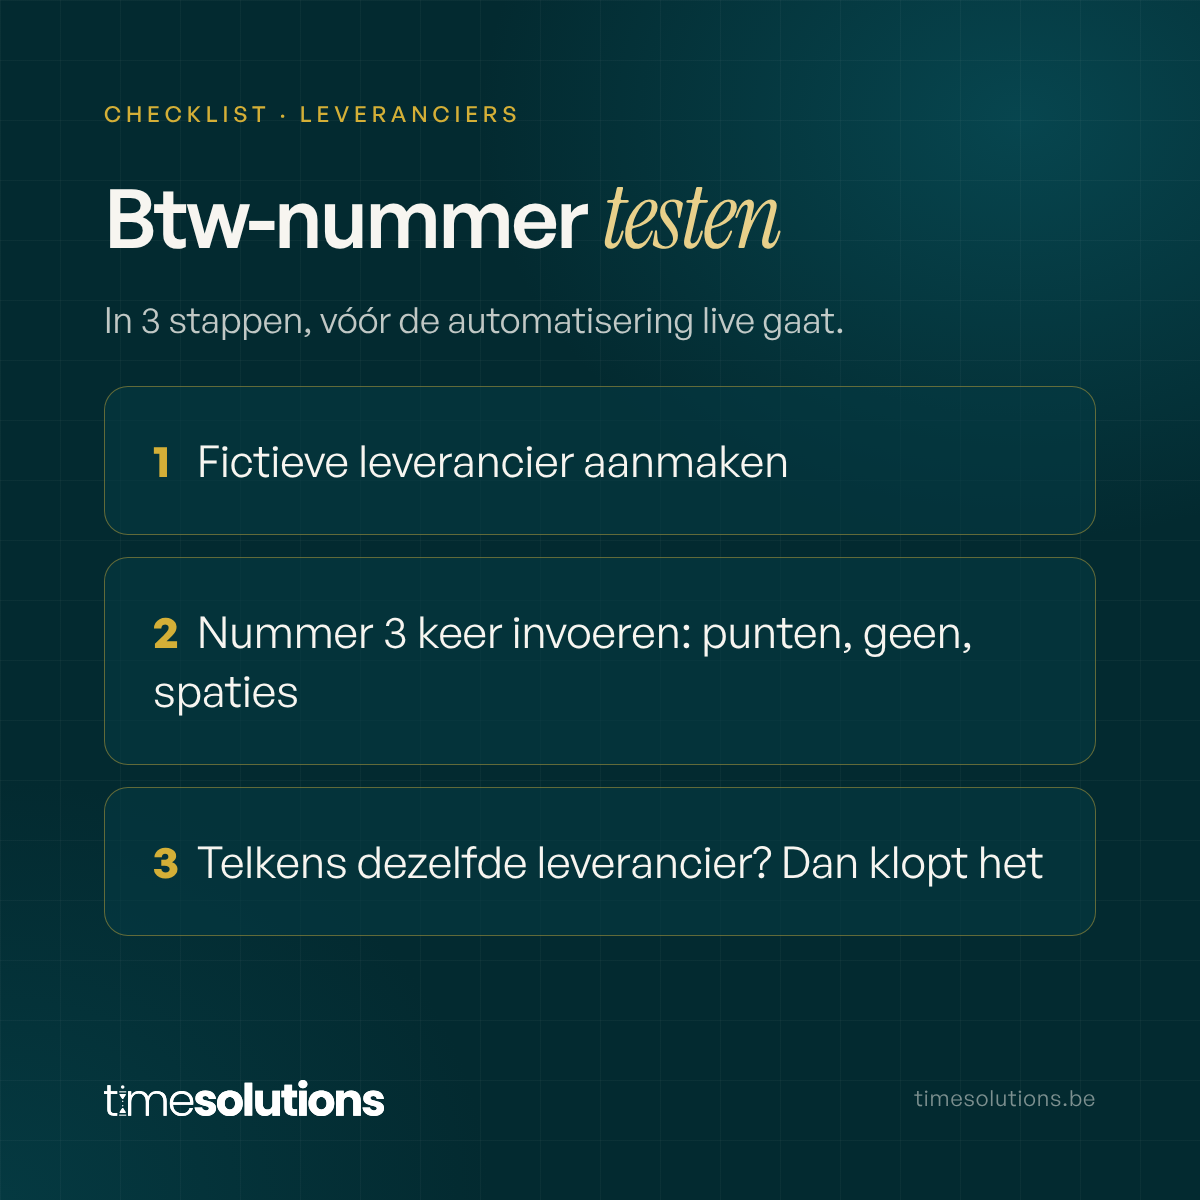 CHECKLIST · LEVERANCIERS
Btw-nummer testen
In 3 stappen, vóór de automatisering live gaat.
1 Fictieve leverancier aanmaken
2 Nummer 3 keer invoeren: punten, geen,
spaties
3 Telkens dezelfde leverancier? Dan klopt het
timesolutions
timesolutions.be